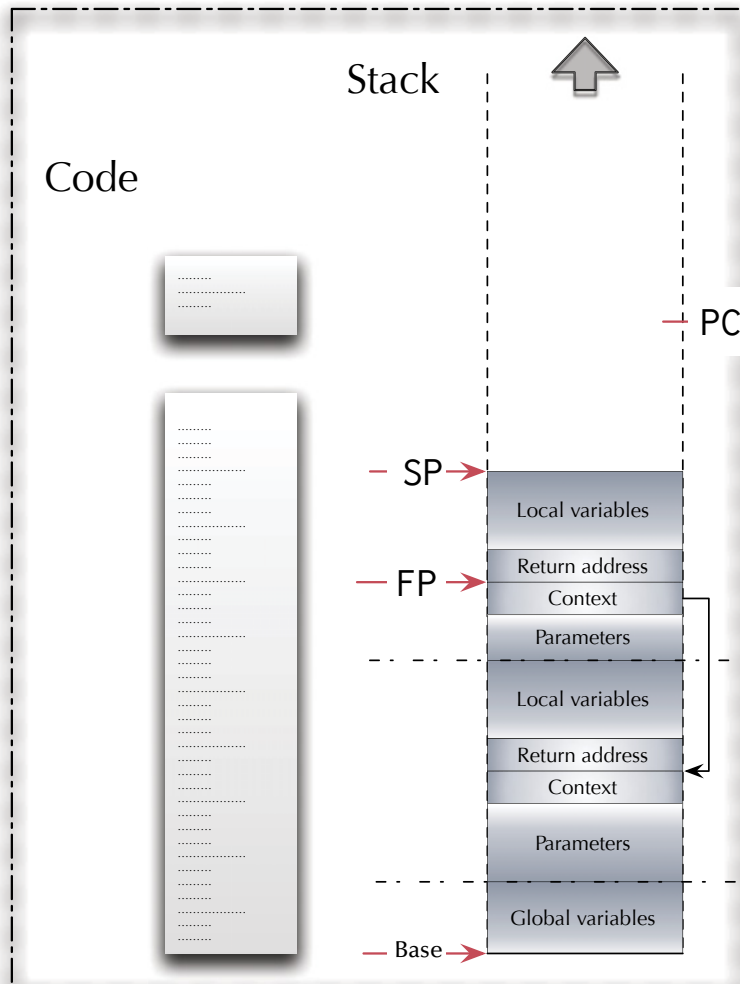 Stack
Code
PC
SP
Local variables
Return address
FP
Context
Parameters
Local variables
Return address
Context
Parameters
Global variables
Base